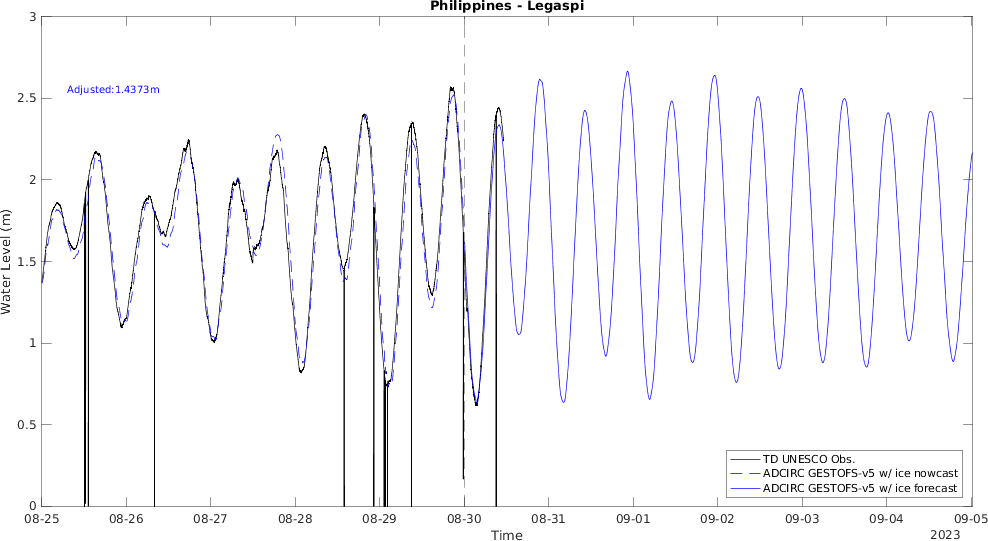 Philippines - Legaspi
3
2.5
2
1.5
1
0.5
0
Water Level (m)
Adjusted:1.4373m
TD UNESCO Obs.
ADCIRC GESTOFS-v5 w/ ice nowcast
ADCIRC GESTOFS-v5 w/ ice forecast
08-25 08-26 08-27 08-28 08-29 08-30 08-31 09-01 09-02 09-03 09-04 09-05
Time
2023